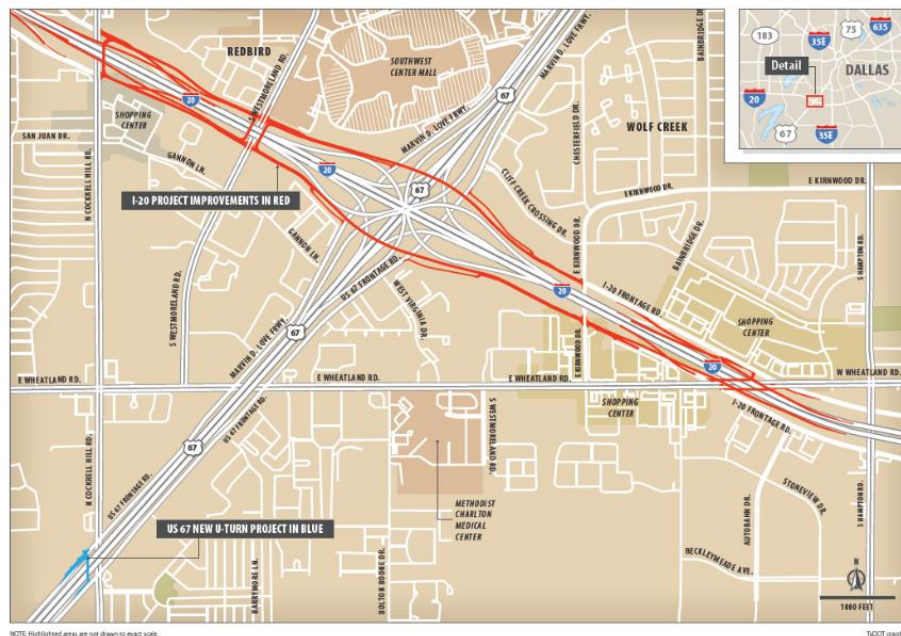 REDBIRD
SOUTHWEST
CENTER MALL
S WESTMORELAND RD.
MARVIN D. LOVE FRWY.
67
BAINBRIDGE DR.
183
35E
75
635
Detail
DALLAS
20
67
35E
20
SHOPPING
CENTER
SAN JUAN DR.
GANNON LN.
N COCKRELL HILL RD.
MARVIN D. LOVE FRWY.
CHESTERFIELD DR.
WOLF CREEK
20
67
I-20 PROJECT IMPROVEMENTS IN RED
CLIFF CREEK CROSSING DR.
E KIRNWOOD DR.
E KIRNWOOD DR.
GANNON LN.
US 67 FRONTAGE RD.
E KIRNWOOD DR.
BAINBRIDGE DR.
S HAMPTON RD.
S WESTMORELAND RD.
WEST VIRGINIA DR.
20
I-20 FRONTAGE RD.
SHOPPING
CENTER
MARVIN D. LOVE FRWY.
67
E KIRNWOOD DR.
20
E WHEATLAND RD.
E WHEATLAND RD.
E WHEATLAND RD.
W WHEATLAND RD.
SHOPPING
CENTER
I-20 FRONTAGE RD.
US 67 FRONTAGE RD.
S WESTMORELAND RD.
67
N COCKRELL HILL RD.
US 67 FRONTAGE RD.
METHODIST
CHARLTON
MEDICAL
CENTER
STONEVIEW DR.
AUTOBAHN DR.
S HAMPTON RD.
US 67 NEW U-TURN PROJECT IN BLUE
BARRYMORE LN.
BOLTON BOONE DR.
BECKLEYMEADE AVE.
N
1000 FEET
NOTE: Highlighted areas are not drawn to exact scale.
TxDOT graphic